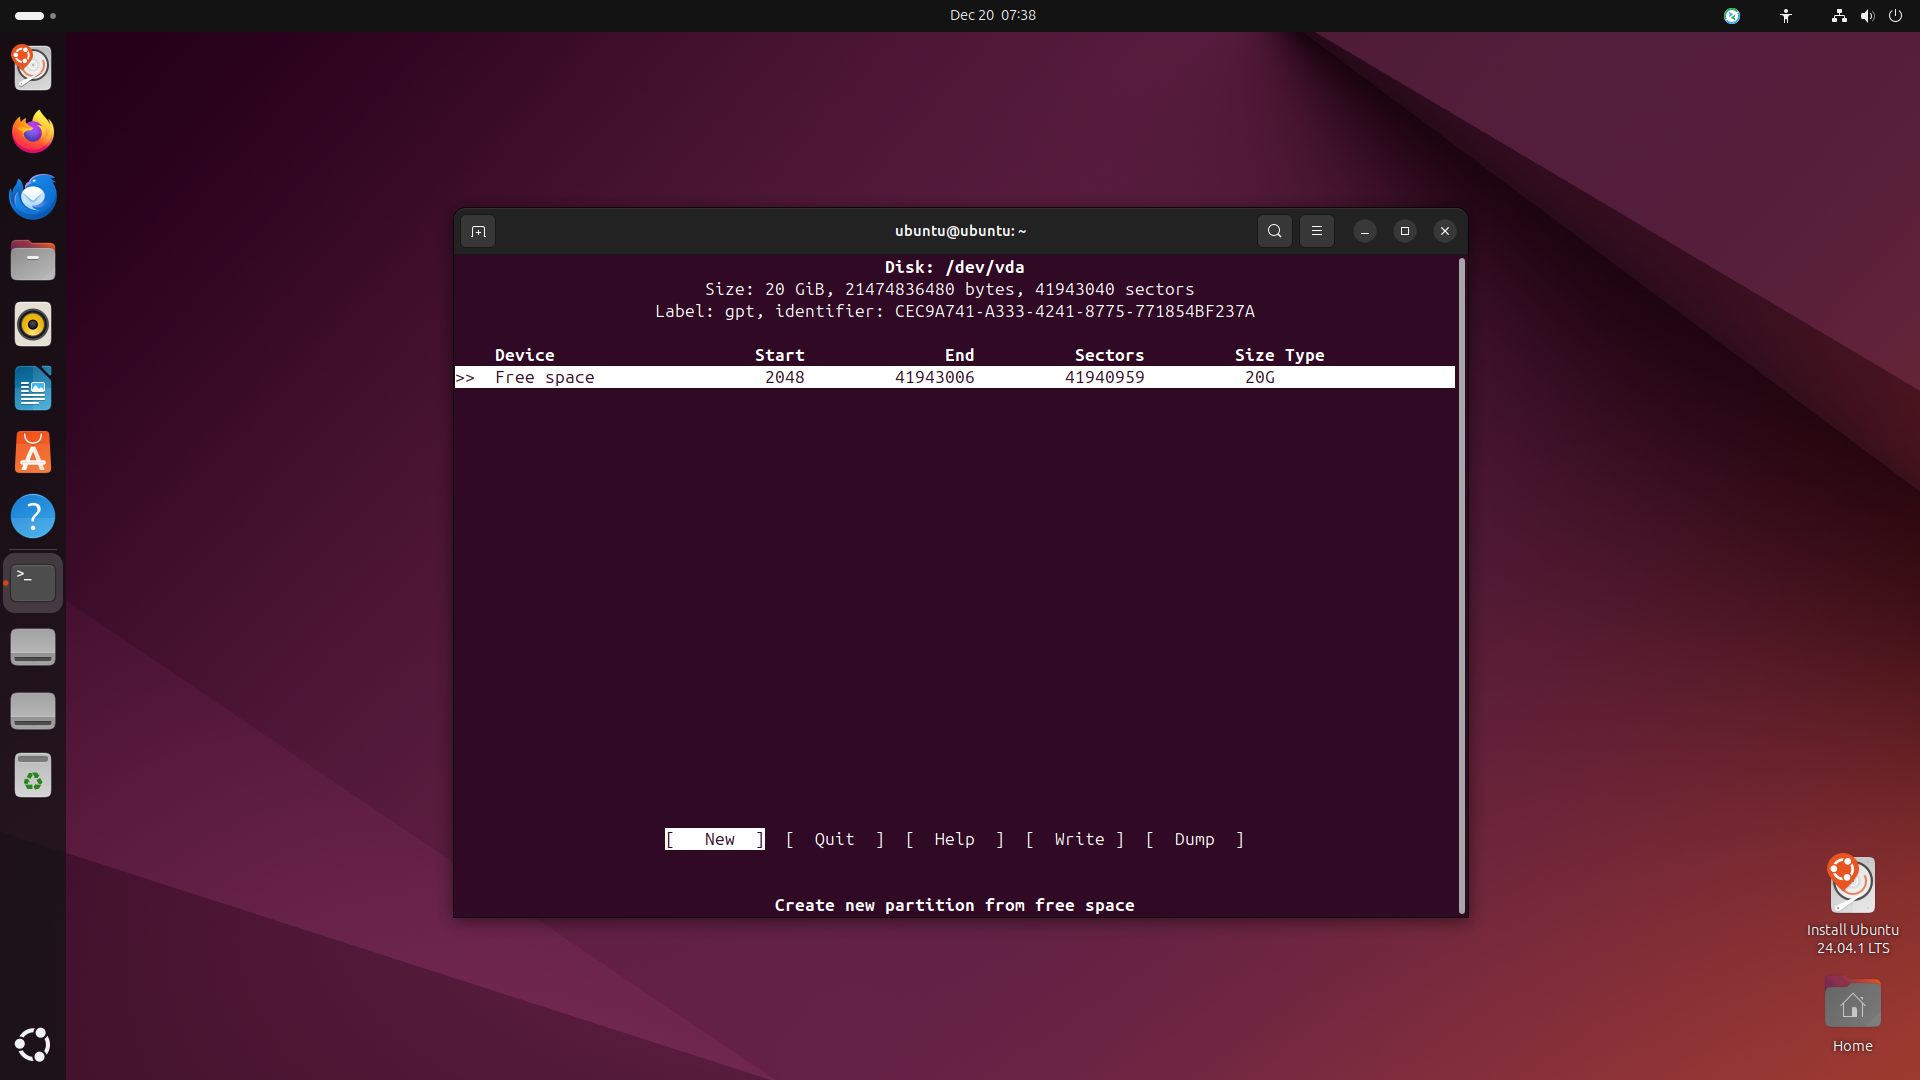 Dec 20 07:38
ubuntu@ubuntu: ~
Disk: /dev/vda
Size: 20 GiB, 21474836480 bytes, 41943040 sectors
Label: gpt, identifier: CEC9A741-A333-4241-8775-771854BF237A
Device Start End Sectors Size Type
>> Free space 2048 41943006 41940959 20G
[ New ] [ Quit ] [ Help ] [ Write ] [ Dump ]
Create new partition from free space
Install Ubuntu
24.04.1 LTS
Home